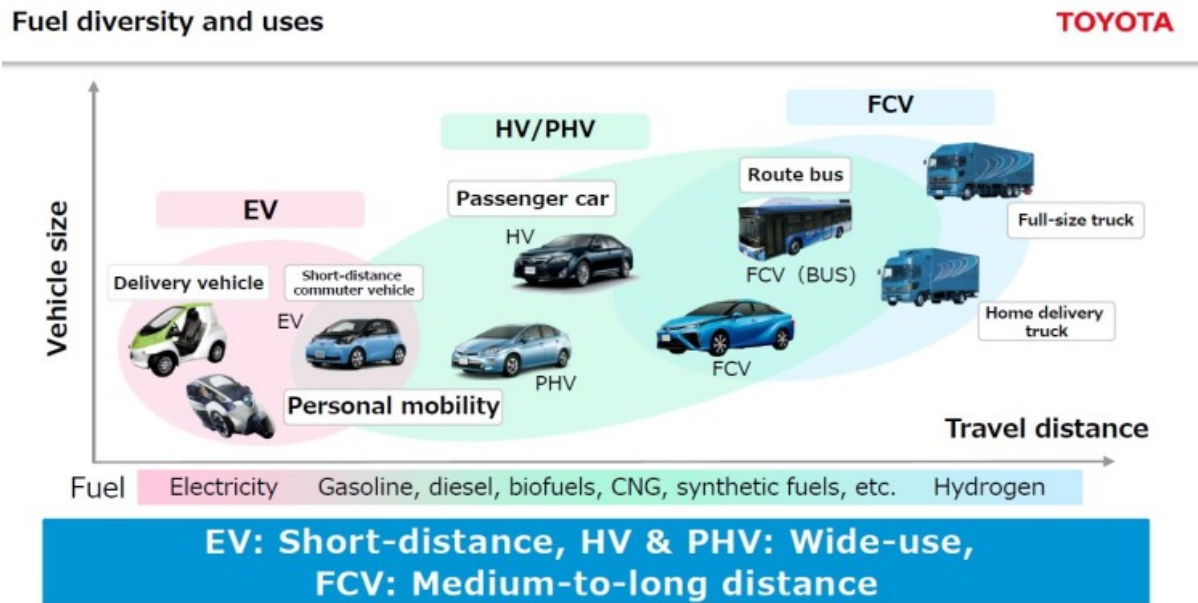 Fuel diversity and uses
TOYOTA
FCV
HV/PHV
Route bus
Passenger car
EV
HV
Full-size truck
Delivery vehicle
Short-distance
commuter vehicle
FCV (BUS)
EV
Home delivery
truck
PHV
FCV
Personal mobility
Vehicle size
Travel distance
Fuel Electricity Gasoline, diesel, biofuels, CNG, synthetic fuels, etc. Hydrogen
EV: Short-distance, HV & PHV: Wide-use,
FCV: Medium-to-long distance